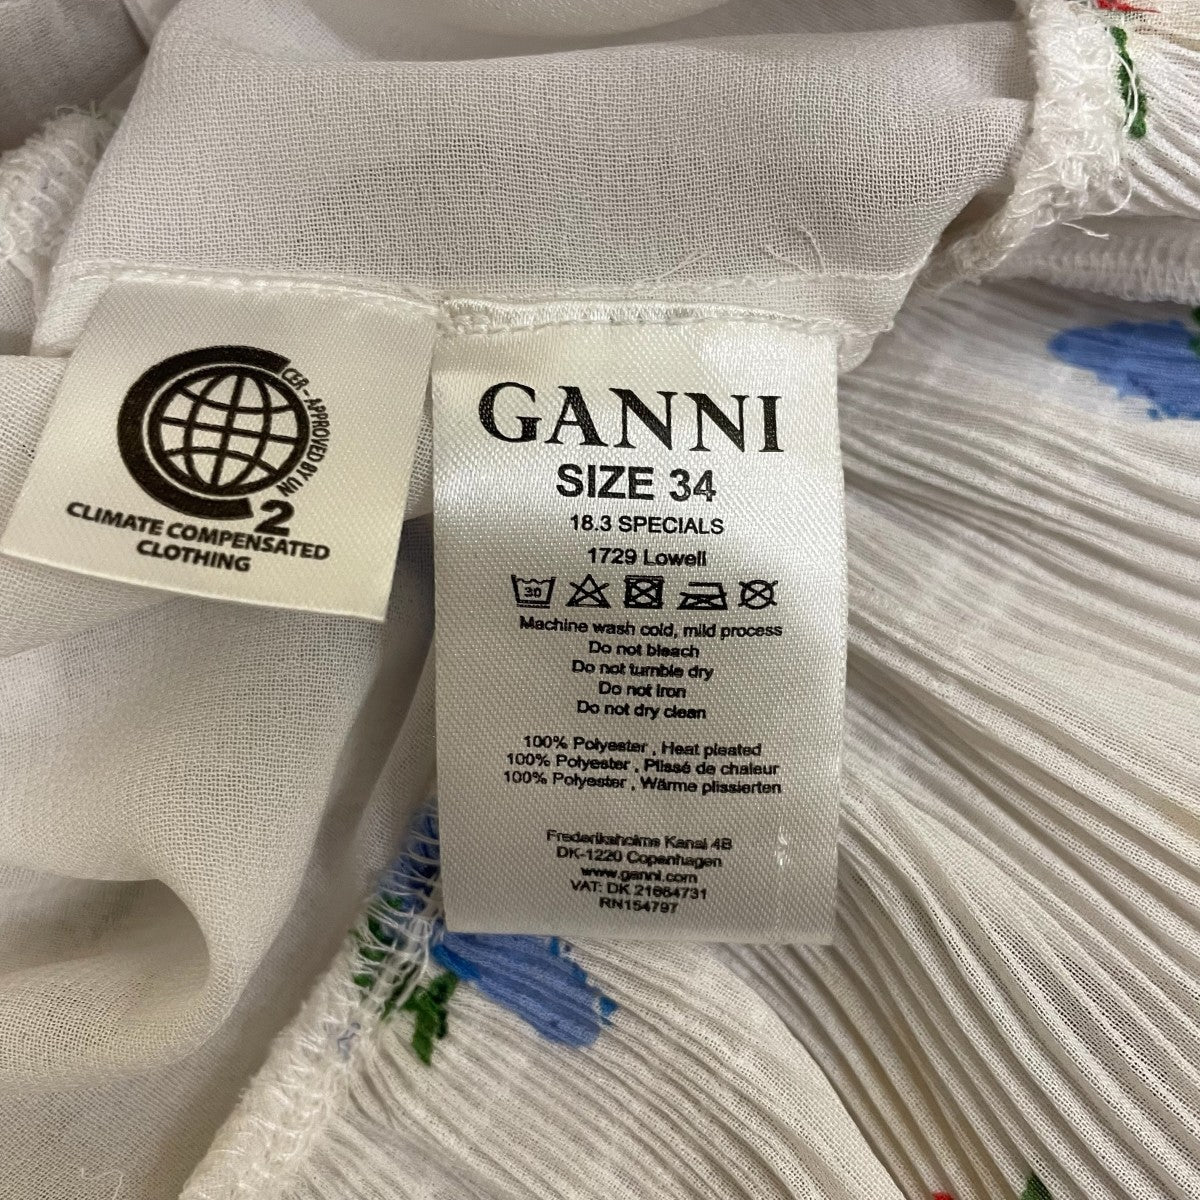 CER-APPROVED BY UN
2
CLIMATE COMPENSATED
CLOTHING
GANNI
SIZE 34
18.3 SPECIALS
1729 Lowell
30
Machine wash cold, mild process
Do not bleach
Do not tumble dry
Do not iron
Do not dry clean
100% Polyester , Heat pleated
100% Polyester , Plissé de chaleur
100% Polyester , Wärme plissierten
Frederiksholms Kanal 4B
DK-1220 Copenhagen
www.ganni.com
VAT: DK 21664731
RN154797